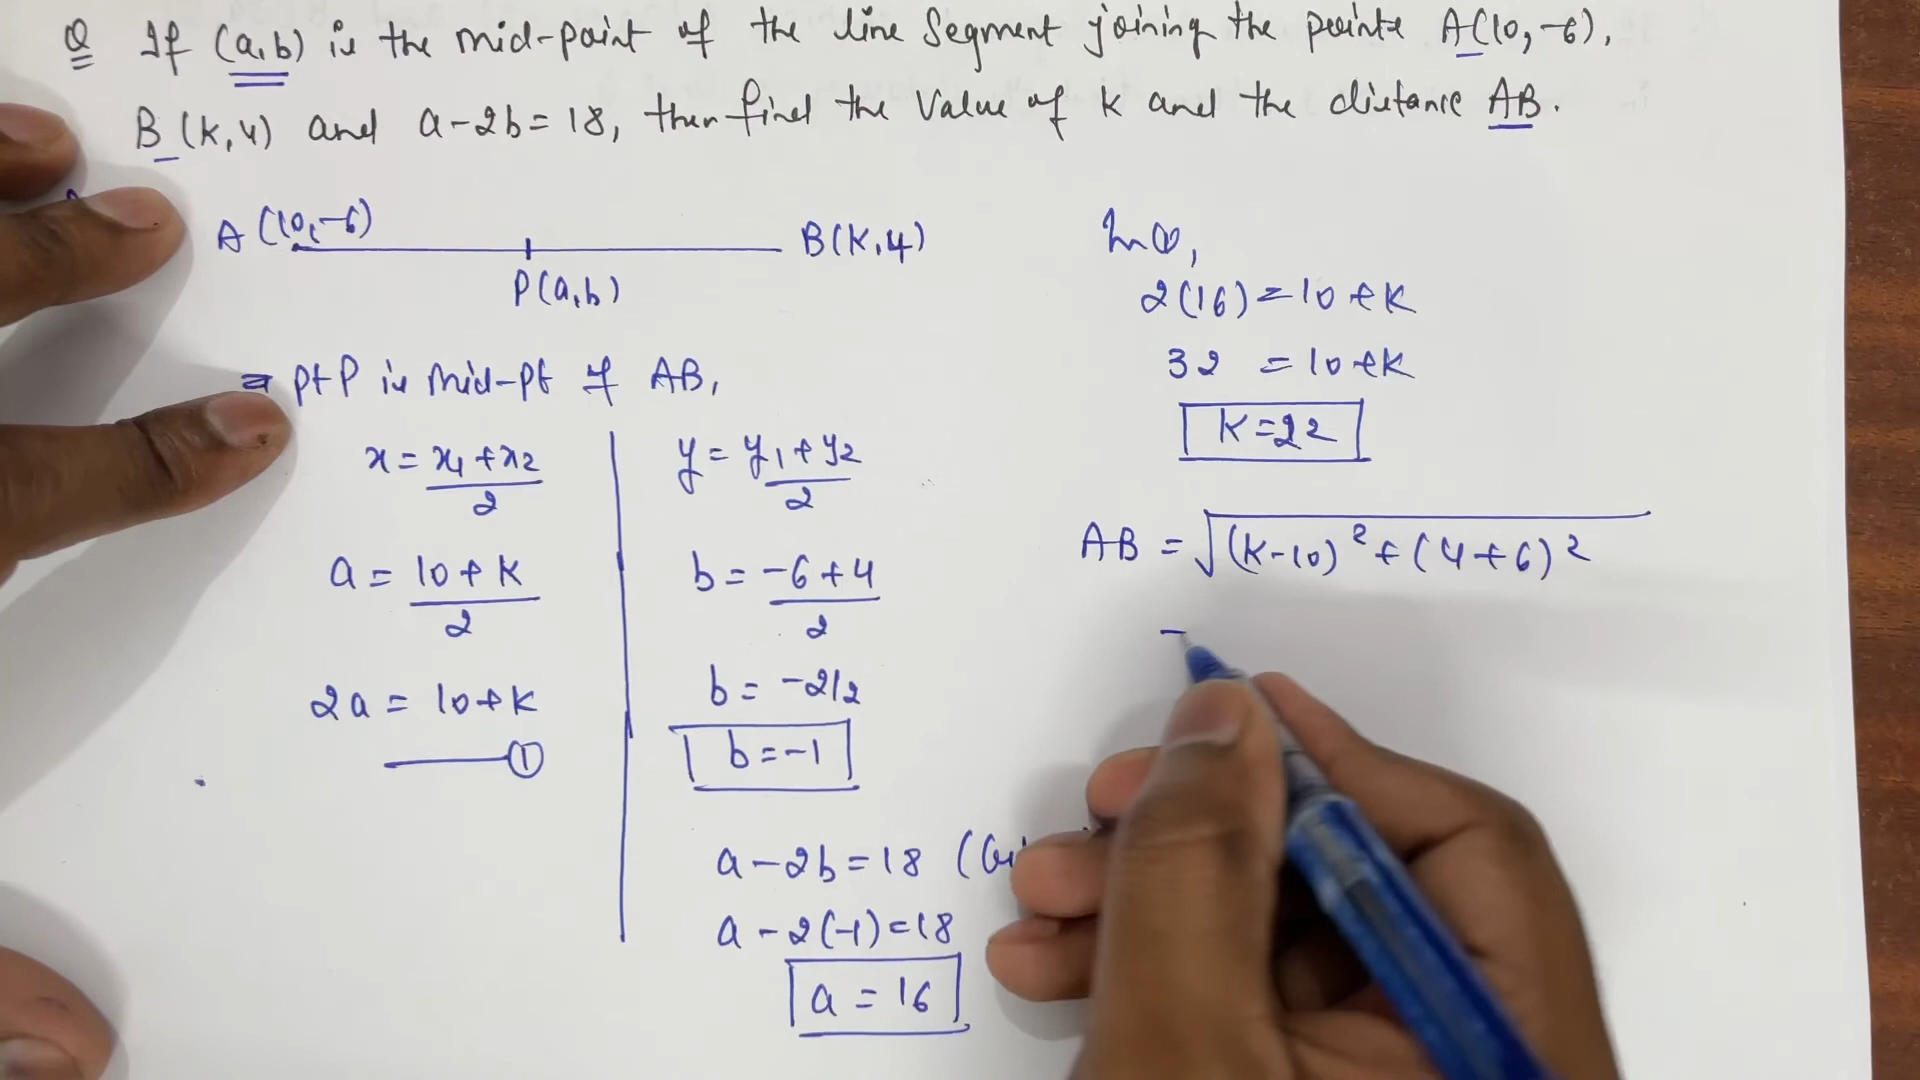 Q If (a,b) is the mid-point of the line segment joining the points A(10,-6),
B(k,4) and a-2b=18, then find the value of k and the distance AB.
A(10,-6) B(K,4)
P(a,b)
pt P is mid-pt of AB,
x = x₁+x₂/2
a = 10+k/2
2a = 10+k
①
y = y₁+y₂/2
b = -6+4/2
b = -2/2
b=-1
a-2b=18
a-2(-1)=18
a = 16
In ①,
2(16)=10+k
32 = 10+k
k=22
AB = √(k-10)²+(4+6)²